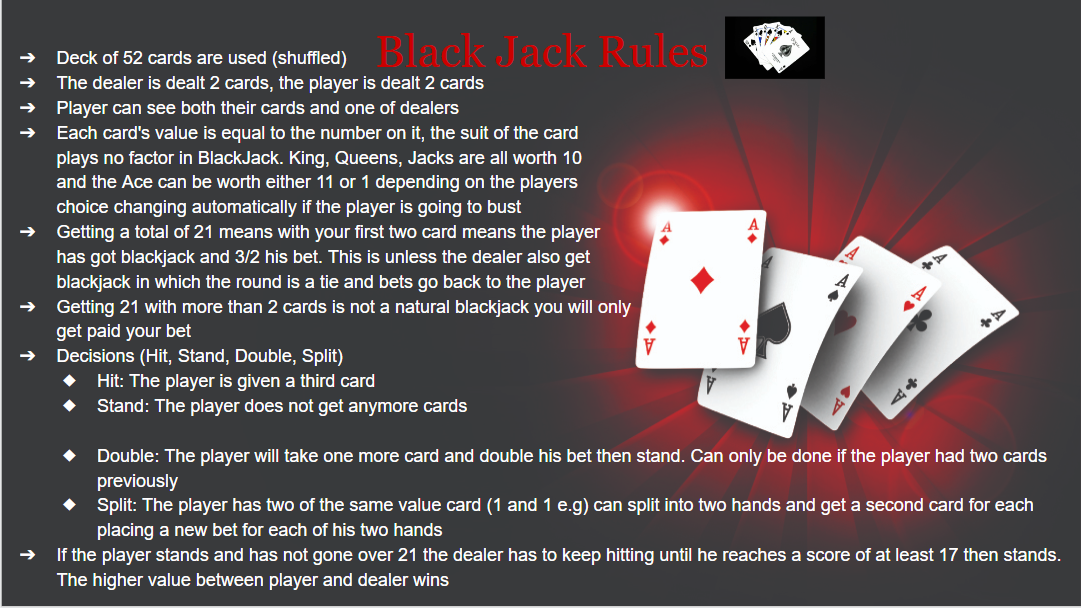 Black Jack Rules
➔ Deck of 52 cards are used (shuffled)
➔ The dealer is dealt 2 cards, the player is dealt 2 cards
➔ Player can see both their cards and one of dealers
➔ Each card's value is equal to the number on it, the suit of the card
plays no factor in BlackJack. King, Queens, Jacks are all worth 10
and the Ace can be worth either 11 or 1 depending on the players
choice changing automatically if the player is going to bust
➔ Getting a total of 21 means with your first two card means the player
has got blackjack and 3/2 his bet. This is unless the dealer also get
blackjack in which the round is a tie and bets go back to the player
➔ Getting 21 with more than 2 cards is not a natural blackjack you will only
get paid your bet
➔ Decisions (Hit, Stand, Double, Split)
◆ Hit: The player is given a third card
◆ Stand: The player does not get anymore cards
◆ Double: The player will take one more card and double his bet then stand. Can only be done if the player had two cards
previously
◆ Split: The player has two of the same value card (1 and 1 e.g) can split into two hands and get a second card for each
placing a new bet for each of his two hands
➔ If the player stands and has not gone over 21 the dealer has to keep hitting until he reaches a score of at least 17 then stands.
The higher value between player and dealer wins
A
A
A
A
A
A
A
A
A
A
A
A
A